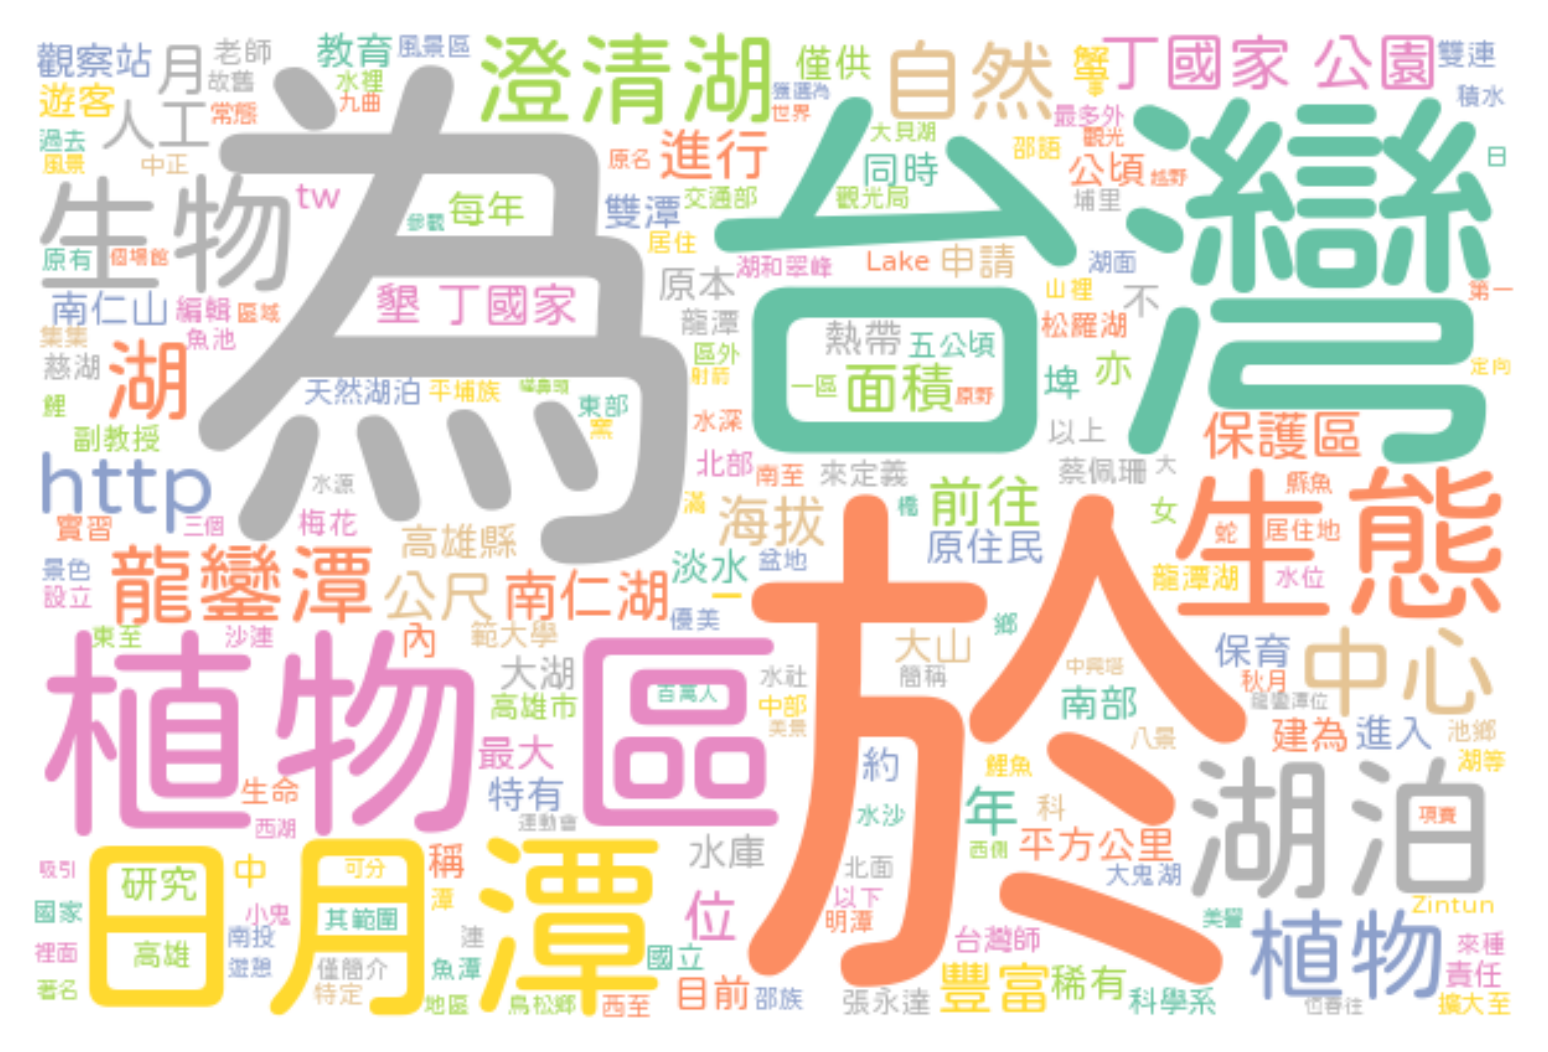 觀察站
月
老師
故舊
教育
風景區
水裡
九曲
澄清湖
僅供
獲選為
世界
自然
蟹
事
丁國家 公園
雙連
積水
遊客
人工
常態
過去
風景
中正
為
台灣
原名
進行
大貝湖
同時
最多外
觀光
邵語
公頃
越野
日
生物
tw
每年
參觀
雙潭
交通部
觀光局
居住
埔里
原有
個場館
湖和翠峰
Lake
申請
湖面
原本
山裡
不
第一
南仁山
編輯
區域
墾 丁國家
龍潭
松羅湖
集集
魚池
熱帶
五公頃
慈湖
湖
區外
射箭
一區
面積
原野
埤
亦
定向
鯉
天然湖泊
平埔族
東部
窯
水深
以上
保護區
副教授
http
水源
北部
南至
來定義
蔡佩珊
大
實習
三個
梅花
滿
海拔
橋
前往
女
縣魚
蛇
居住地
生態
高雄縣
原住民
景色
設立
龍鑾潭
公尺
南仁湖
淡水
一
盆地
於
龍潭湖
水位
東至
沙連
內
範大學
優美
大山
鄉
保育
中心
植物 區
大湖
水社
簡稱
中興塔
秋月
百萬人
高雄市
中部
美景
南部
龍鑾潭位
最大
八景
建為
進入
池鄉
湖等
生命
特有
約
鯉魚
西湖
運動會
水沙
年
科
湖泊
項賽
日月潭
可分
稱
水庫
西側
平方公里
吸引
研究
中
潭
北面
大鬼湖
國家
小鬼
其範圍
位
以下
明潭
美譽
Zintun
裡面
高雄
南投
漣
台灣師
植物
來種
遊憩
僅簡介
魚潭
國立
責任
著名
特定
地區
鳥松鄉
西至
目前
邵族
張永達
豐富
稀有
科學系
恒春往
擴大至